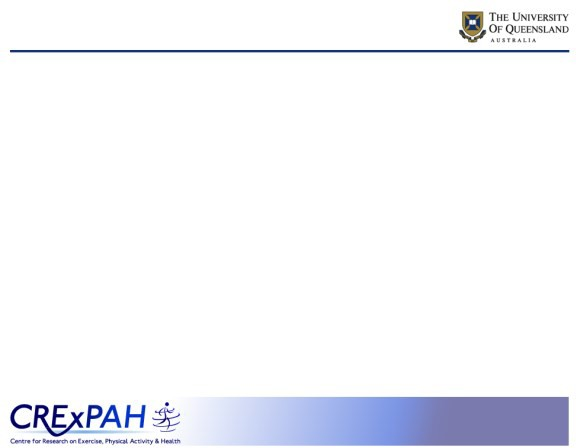 THE UNIVERSITY
OF QUEENSLAND
AUSTRALIA
CRExPAH
Centre for Research on Exercise, Physical Activity & Health